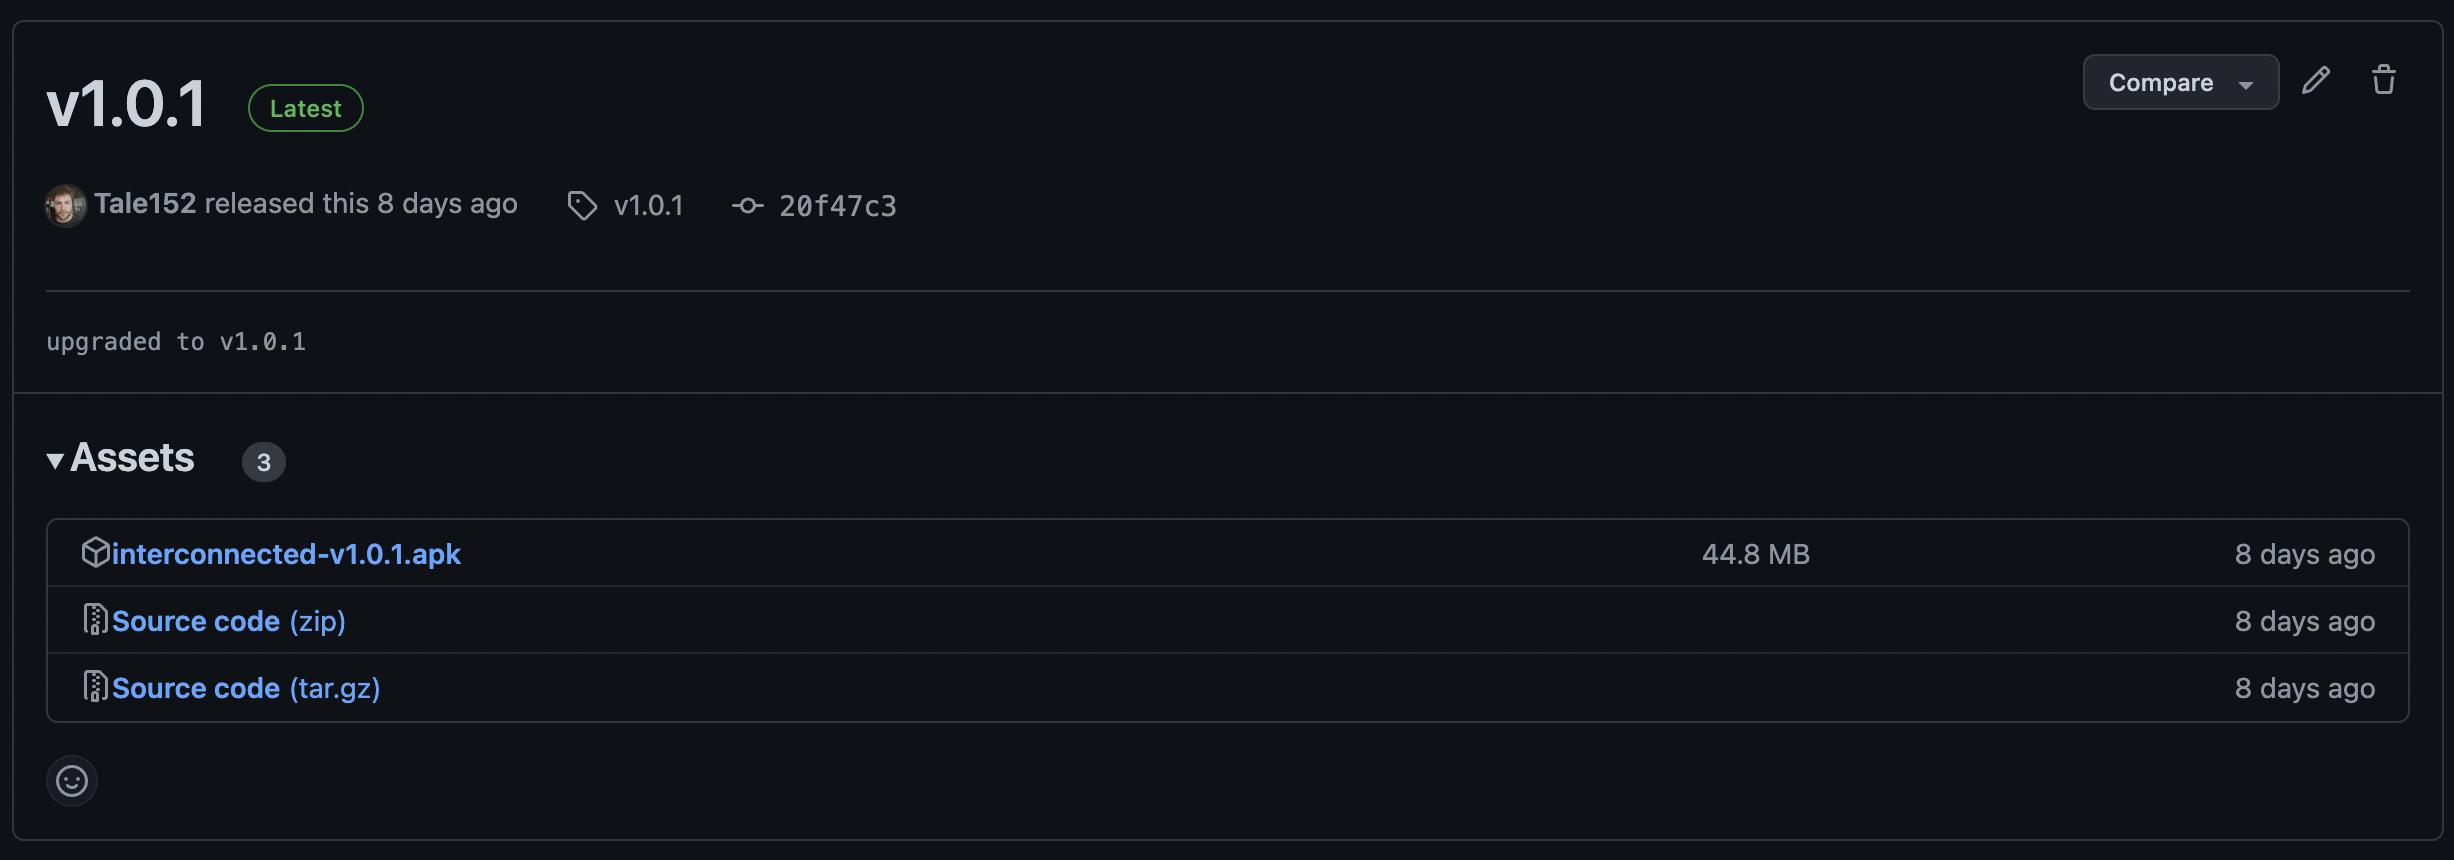 v1.0.1 Latest Compare
Tale152 released this 8 days ago v1.0.1 20f47c3
upgraded to v1.0.1
Assets 3
interconnected-v1.0.1.apk 44.8 MB 8 days ago
Source code (zip) 8 days ago
Source code (tar.gz) 8 days ago